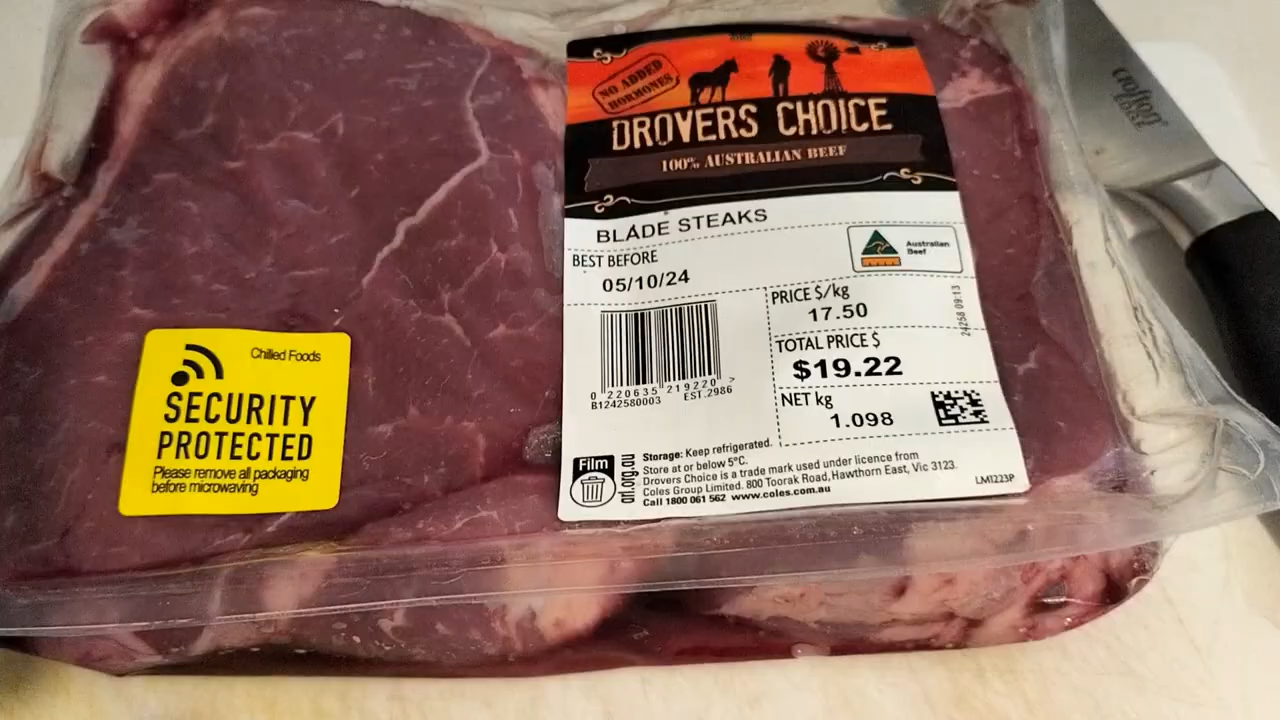 NO ADDED
HORMONES
DROVERS CHOICE
100% AUSTRALIAN BEEF
BLADE STEAKS
Australian
Beef
BEST BEFORE
05/10/24
PRICE $/kg
17.50
24258 09:13
TOTAL PRICE $
$19.22
NET kg
1.098
0 220635 219220 >
B1242580003 EST.2986
Film
arl.org.au
Storage: Keep refrigerated.
Store at or below 5°C.
Drovers Choice is a trade mark used under licence from
Coles Group Limited. 800 Toorak Road, Hawthorn East, Vic 3123.
Call 1800 061 562 www.coles.com.au
LM1223P
Chilled Foods
SECURITY
PROTECTED
Please remove all packaging
before microwaving
crofton